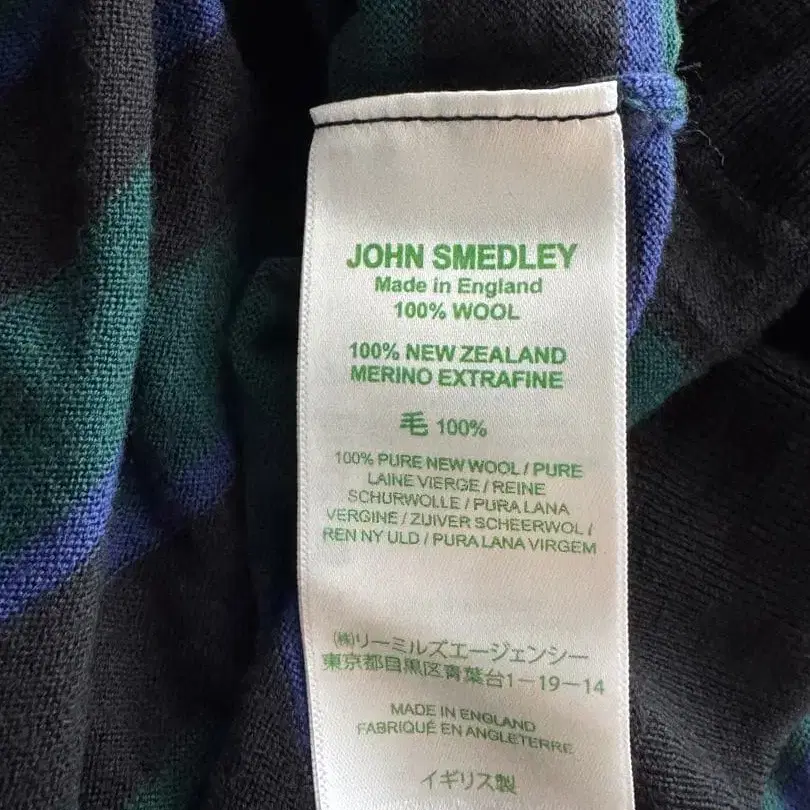 JOHN SMEDLEY
Made in England
100% WOOL
100% NEW ZEALAND
MERINO EXTRAFINE
毛 100%
100% PURE NEW WOOL / PURE
LAINE VIERGE / REINE
SCHURWOLLE / PURA LANA
VERGINE / ZUIVER SCHEERWOL /
REN NY ULD / PURA LANA VIRGEM
㈱リーミルズエージェンシー
東京都目黒区青葉台1-19-14
MADE IN ENGLAND
FABRIQUÉ EN ANGLETERRE
イギリス製